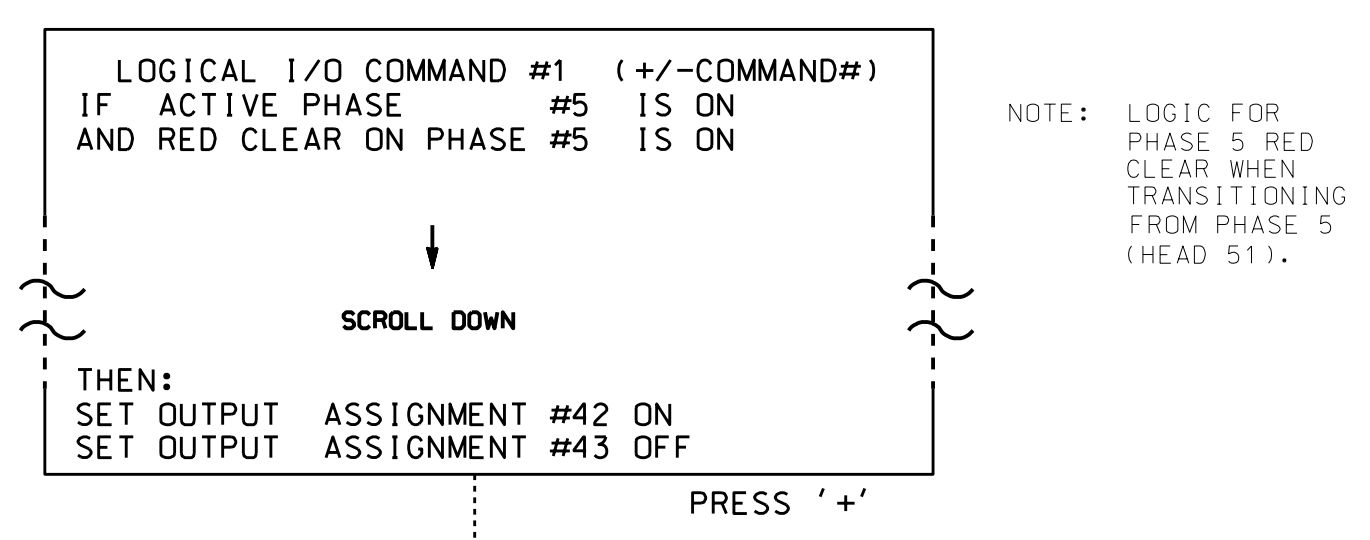 LOGICAL I/O COMMAND #1 (+/-COMMAND#)
IF ACTIVE PHASE #5 IS ON
AND RED CLEAR ON PHASE #5 IS ON
SCROLL DOWN
THEN:
SET OUTPUT ASSIGNMENT #42 ON
SET OUTPUT ASSIGNMENT #43 OFF
PRESS '+'
NOTE: LOGIC FOR
PHASE 5 RED
CLEAR WHEN
TRANSITIONING
FROM PHASE 5
(HEAD 51).